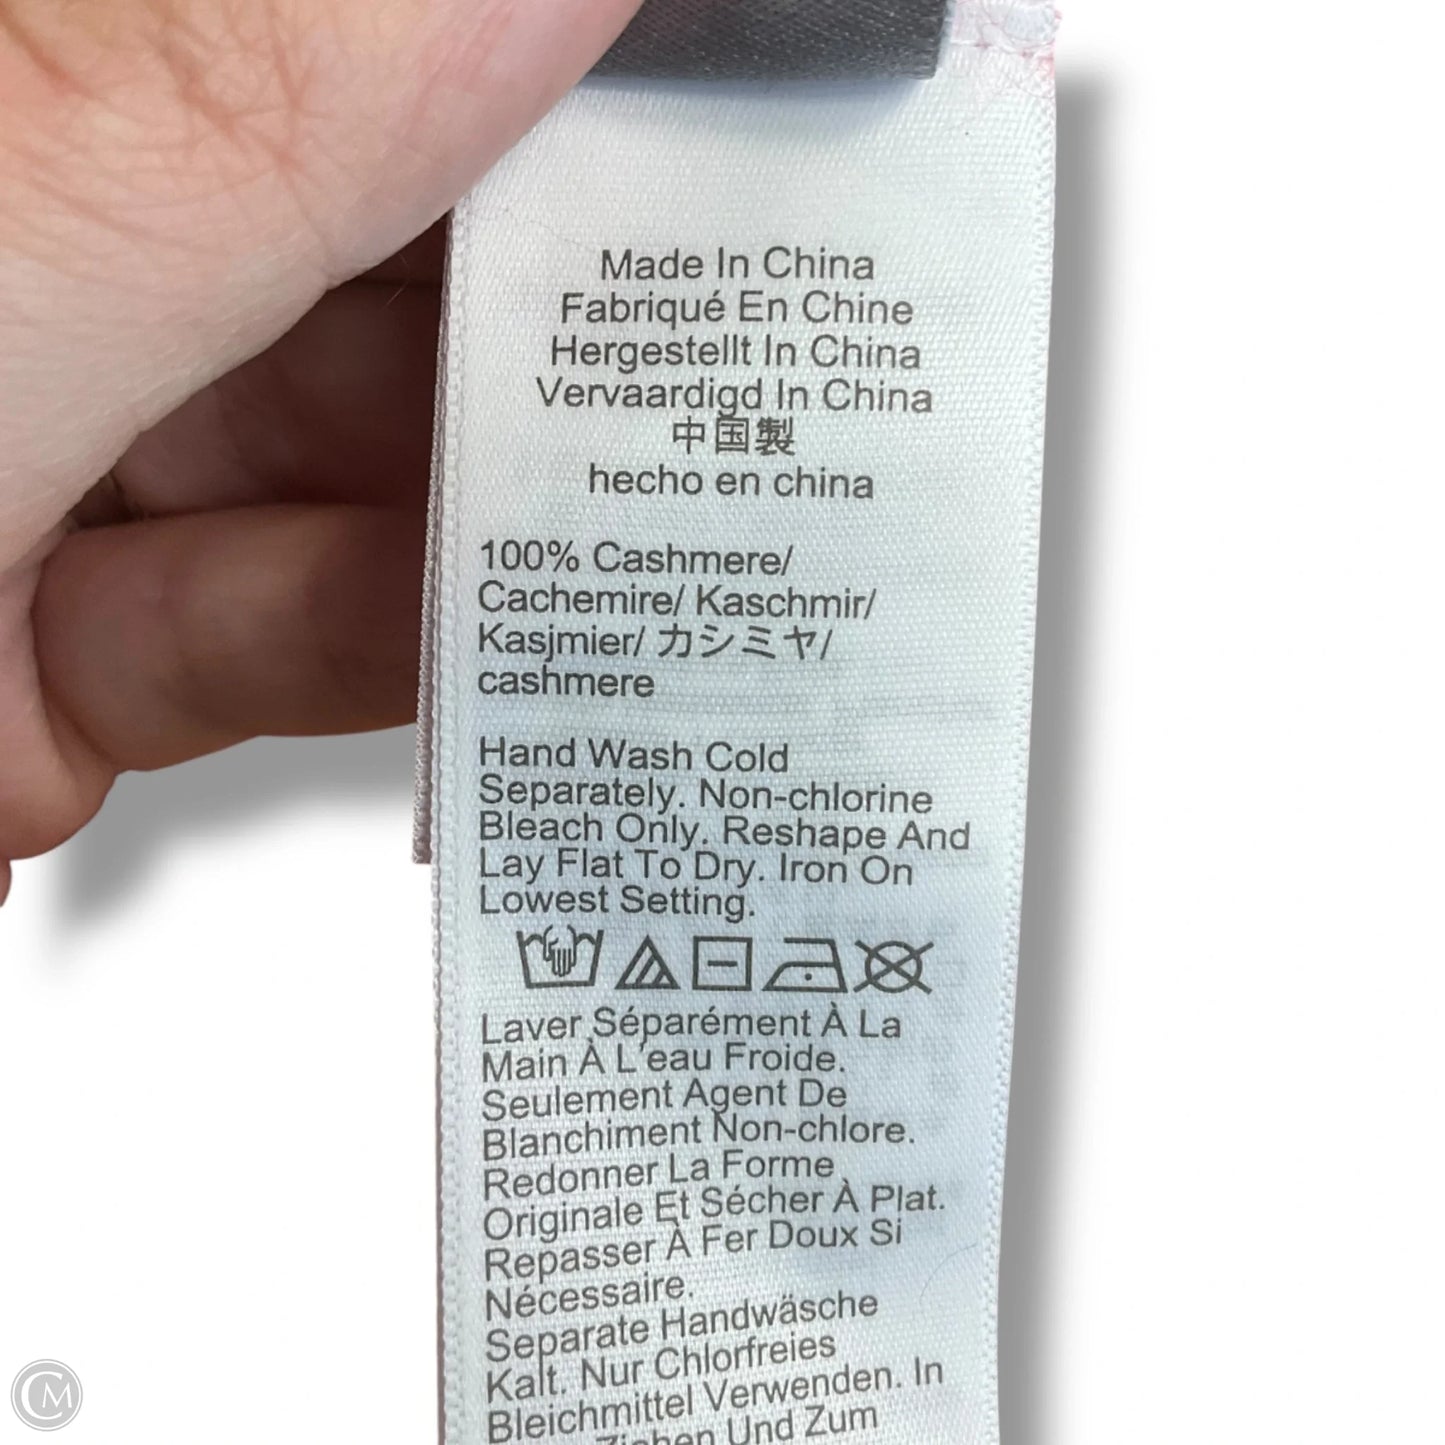 Made In China
Fabriqué En Chine
Hergestellt In China
Vervaardigd In China
中国製
hecho en china
100% Cashmere/
Cachemire/ Kaschmir/
Kasjmier/ カシミヤ/
cashmere
Hand Wash Cold
Separately. Non-chlorine
Bleach Only. Reshape And
Lay Flat To Dry. Iron On
Lowest Setting.
Laver Séparément À La
Main À L'eau Froide.
Seulement Agent De
Blanchiment Non-chlore.
Redonner La Forme
Originale Et Sécher À Plat.
Repasser À Fer Doux Si
Nécessaire.
Separate Handwäsche
Kalt. Nur Chlorfreies
Bleichmittel Verwenden. In
Ziehen Und Zum
CM